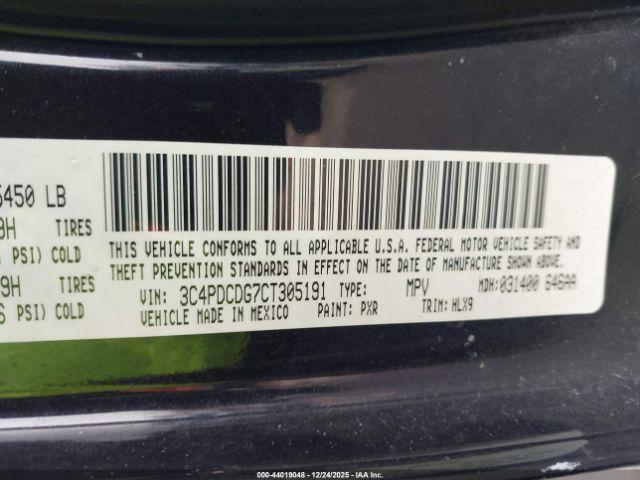 5450 LB
9H TIRES
PSI) COLD
9H TIRES
PSI) COLD
THIS VEHICLE CONFORMS TO ALL APPLICABLE U.S.A. FEDERAL MOTOR VEHICLE SAFETY AND
THEFT PREVENTION STANDARDS IN EFFECT ON THE DATE OF MANUFACTURE SHOWN ABOVE.
VIN: 3C4PDCDG7CT305191 TYPE: MPV MDH:031400 646AA
VEHICLE MADE IN MEXICO PAINT: PXR TRIM: HLX9
000-44019048 — 12/24/2025 — IAA Inc.